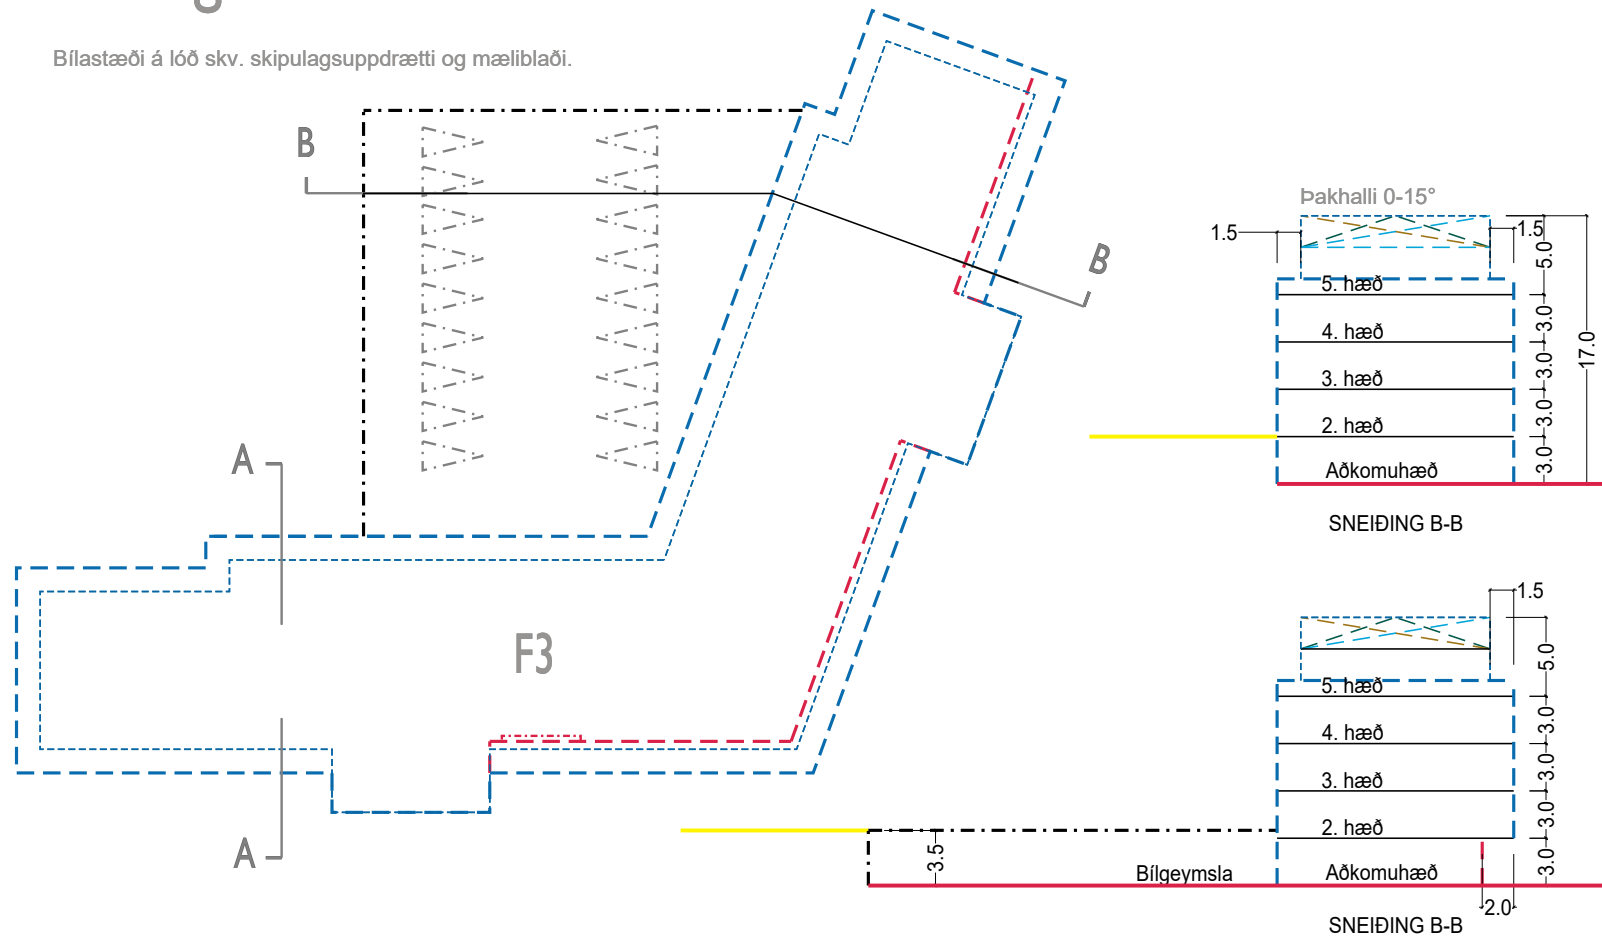 Bílastæði á lóð skv. skipulagsuppdrætti og mæliblaði.
B
B
A
A
F3
Þakhalli 0-15°
1.5
1.5
5.0
5. hæð
3.0
4. hæð
3.0
17.0
3. hæð
3.0
2. hæð
3.0
Aðkomuhæð
SNEIÐING B-B
1.5
5.0
5. hæð
3.0
4. hæð
3.0
3. hæð
3.0
2. hæð
3.0
3.5
Bílgeymsla
Aðkomuhæð
2.0
SNEIÐING B-B